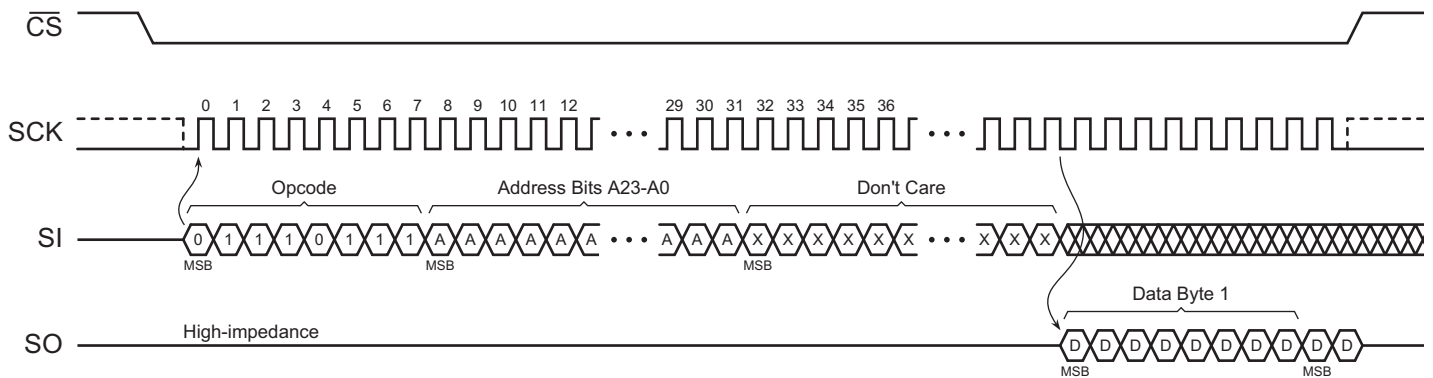 CS
0 1 2 3 4 5 6 7 8 9 10 11 12 29 30 31 32 33 34 35 36
SCK
Opcode Address Bits A23-A0 Don't Care
SI 0 1 1 1 0 1 1 1 A A A A A A A A A X X X X X X X X X
MSB MSB MSB
Data Byte 1
High-impedance
SO D D D D D D D D D D
MSB MSB